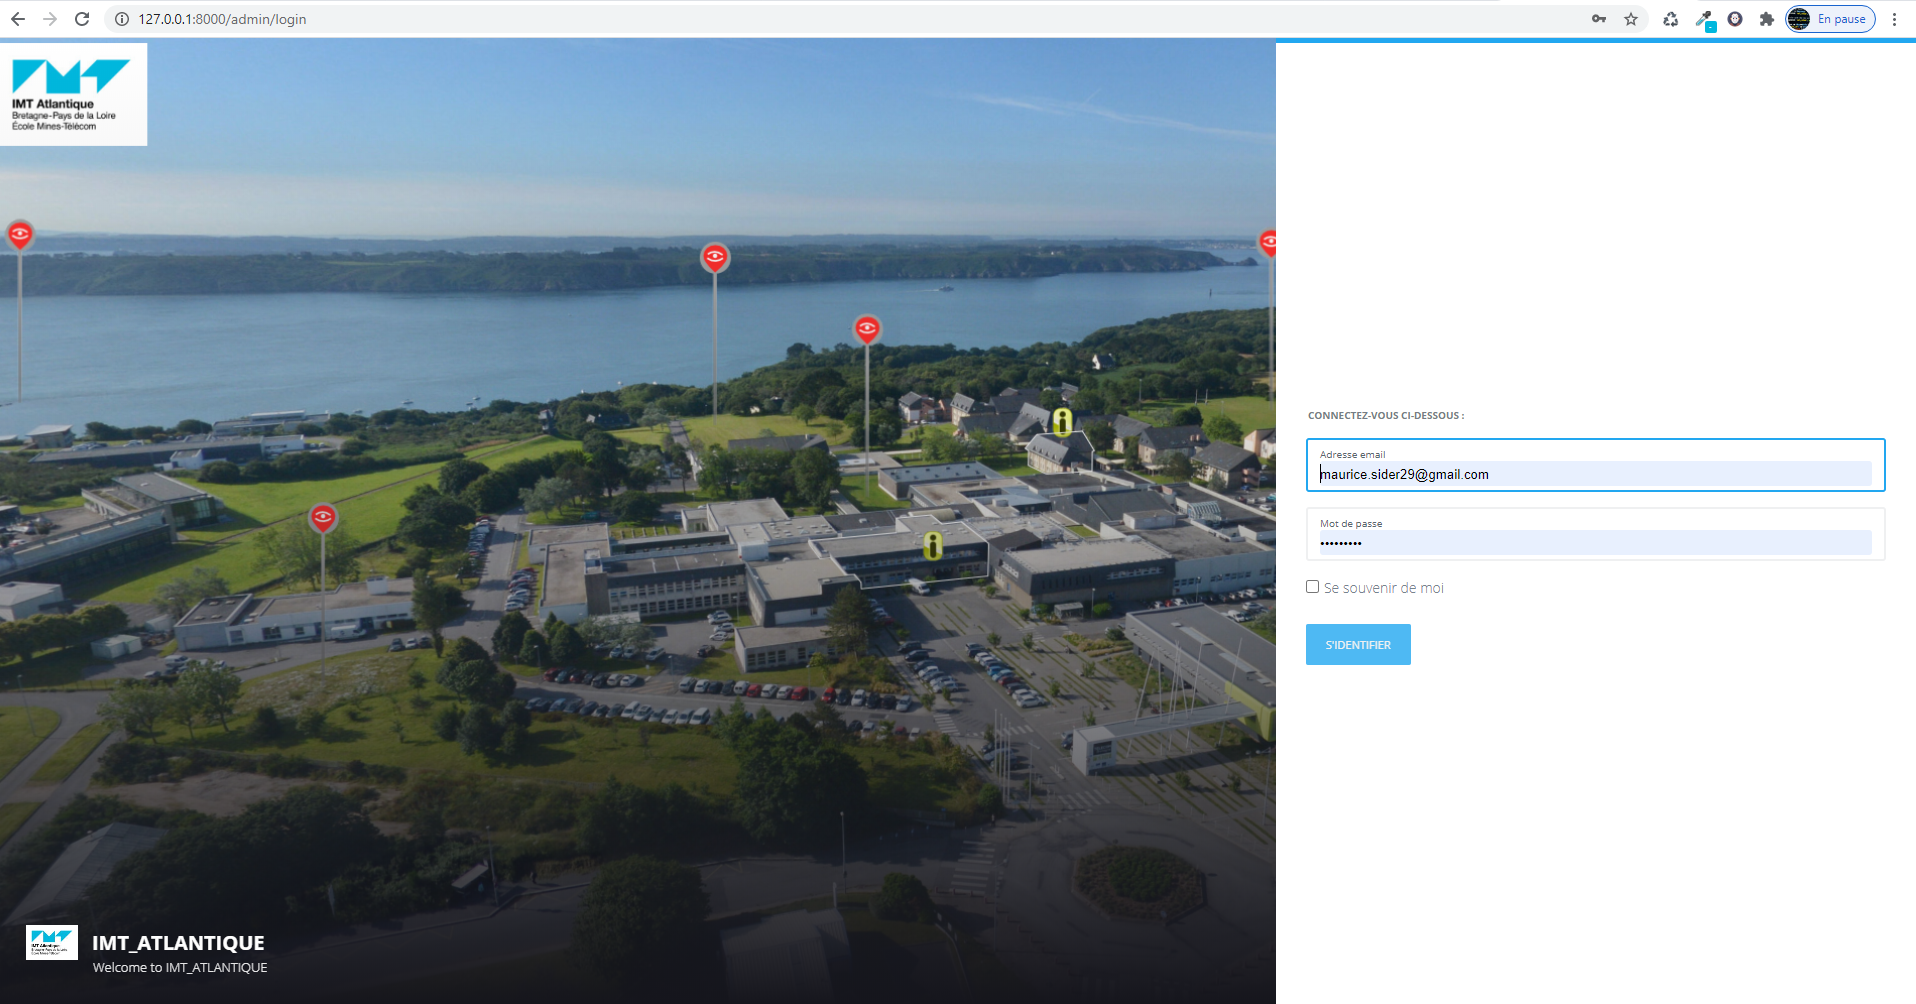 127.0.0.1:8000/admin/login
En pause
IMT Atlantique
Bretagne-Pays de la Loire
École Mines-Télécom
CONNECTEZ-VOUS CI-DESSOUS :
Adresse email
maurice.sider29@gmail.com
Mot de passe
•••••••••
Se souvenir de moi
S'IDENTIFIER
IMT Atlantique
IMT_ATLANTIQUE
Welcome to IMT_ATLANTIQUE